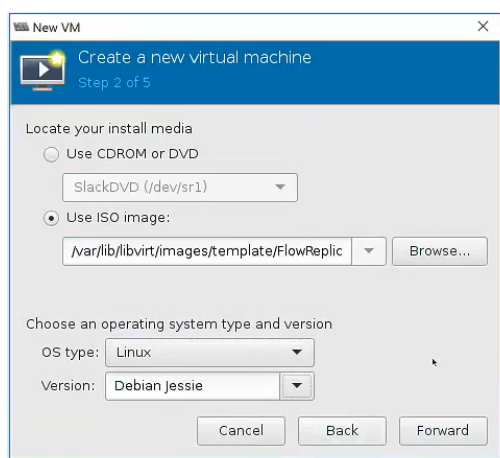 New VM
Create a new virtual machine
Step 2 of 5
Locate your install media
Use CDROM or DVD
SlackDVD (/dev/sr1)
Use ISO image:
/var/lib/libvirt/images/template/FlowReplic
Browse...
Choose an operating system type and version
OS type: Linux
Version: Debian Jessie
Cancel Back Forward